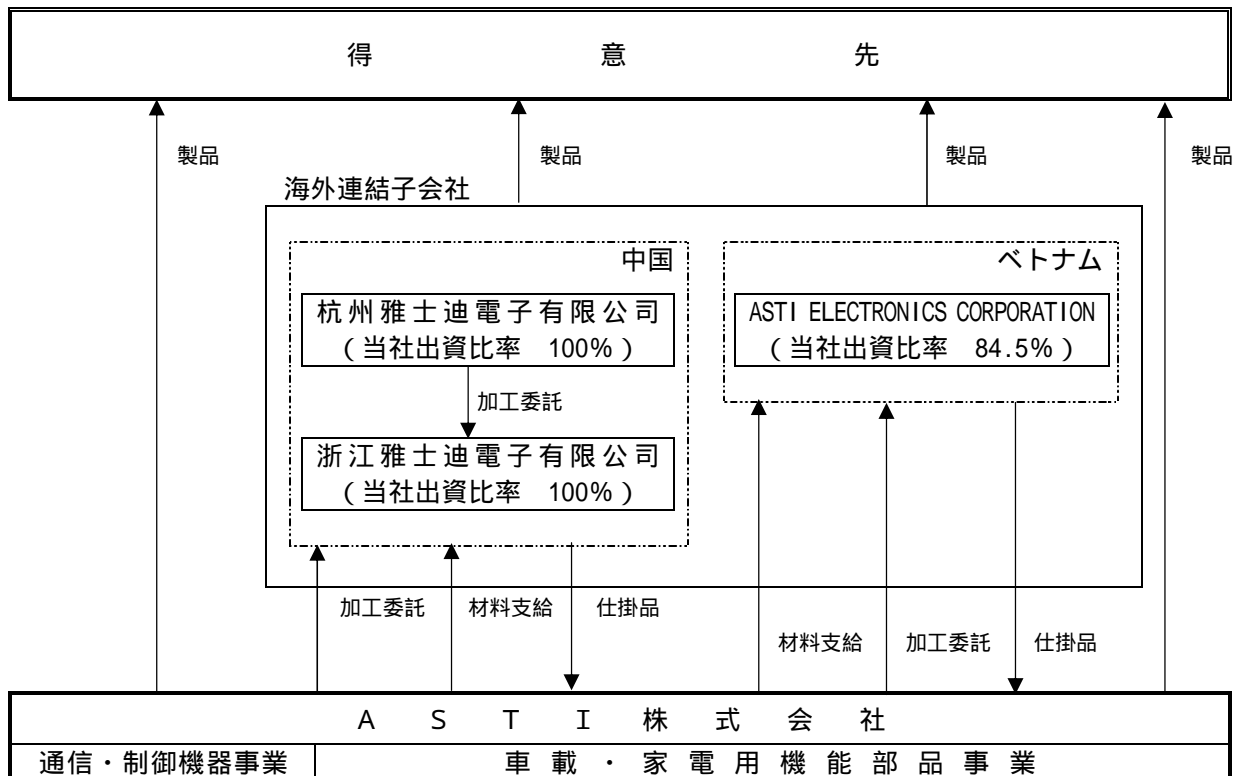 得意先
製品 製品 製品 製品
海外連結子会社
中国
杭州雅士迪電子有限公司
(当社出資比率 100%)
加工委託
浙江雅士迪電子有限公司
(当社出資比率 100%)
ベトナム
ASTI ELECTRONICS CORPORATION
(当社出資比率 84.5%)
加工委託 材料支給 仕掛品
材料支給 加工委託 仕掛品
ASTI株式会社
通信・制御機器事業 車載・家電用機能部品事業